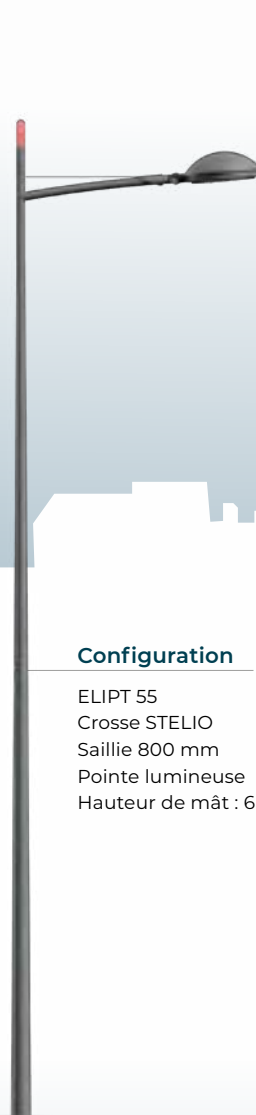 Configuration
ELIPT 55
Crosse STELIO
Saillie 800 mm
Pointe lumineuse
Hauteur de mât : 6